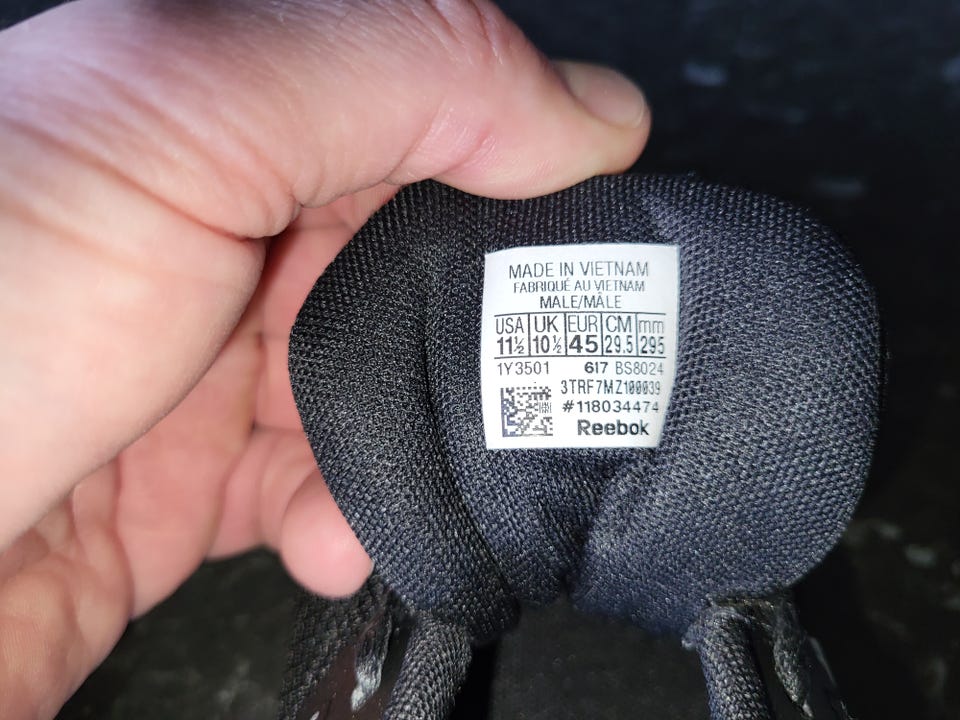 MADE IN VIETNAM
FABRIQUÉ AU VIETNAM
MALE/MÂLE
USA UK EUR CM mm
11½ 10½ 45 29.5 295
1Y3501 617 BS8024
3TRF7MZ100039
#118034474
Reebok